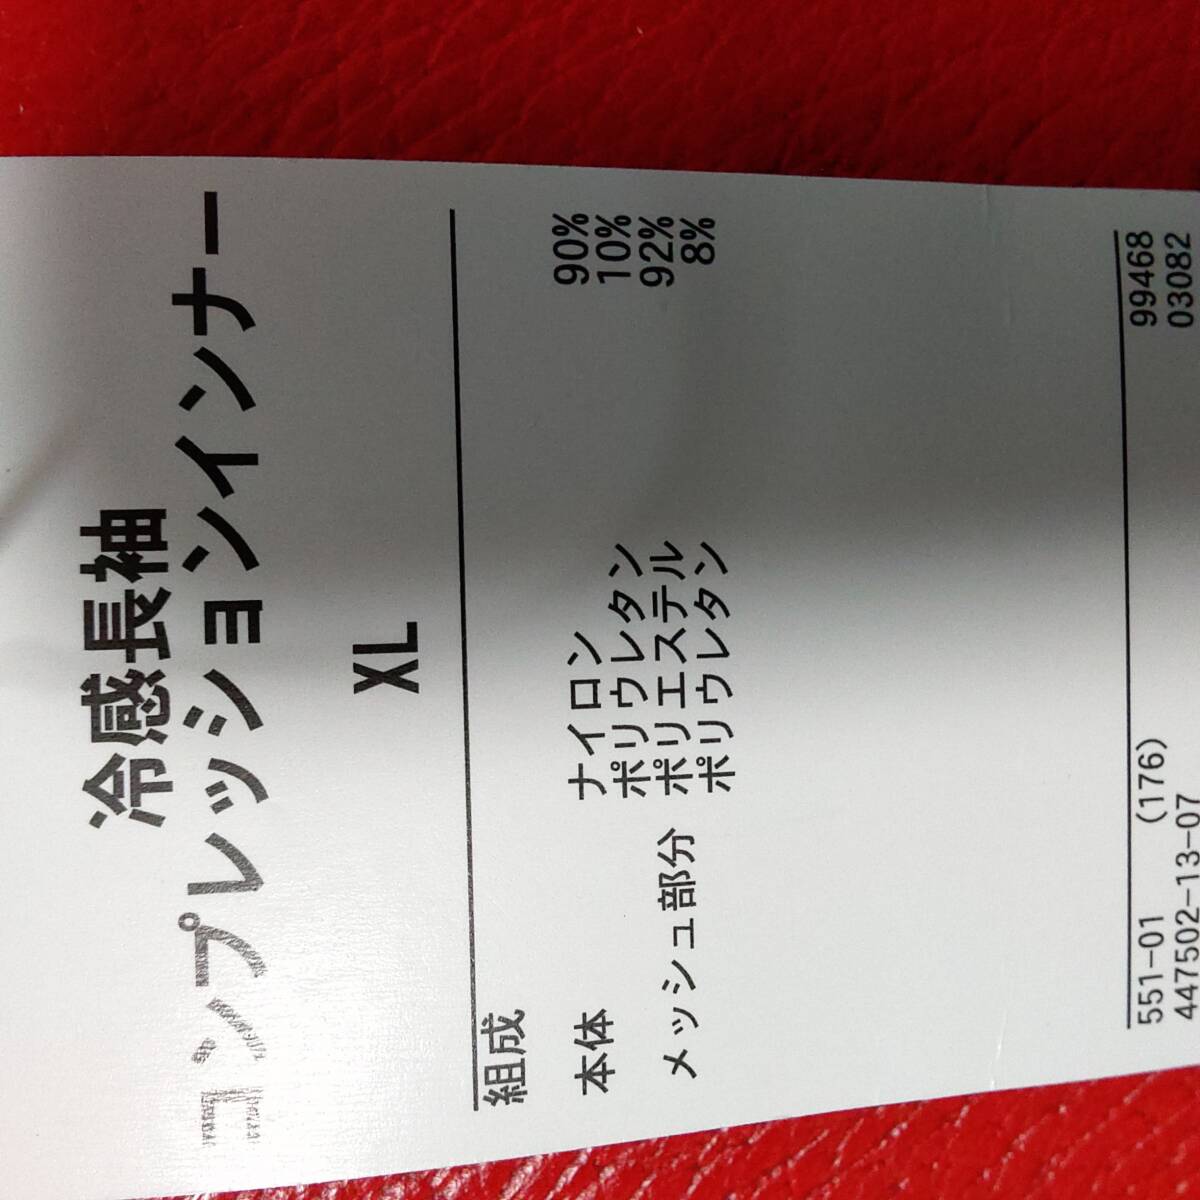 冷感長袖
コンプレッションインナー
XL
組成
本体 ナイロン 90%
ポリウレタン 10%
メッシュ部分 ポリエステル 92%
ポリウレタン 8%
551-01 (176) 99468
447502-13-07 03082